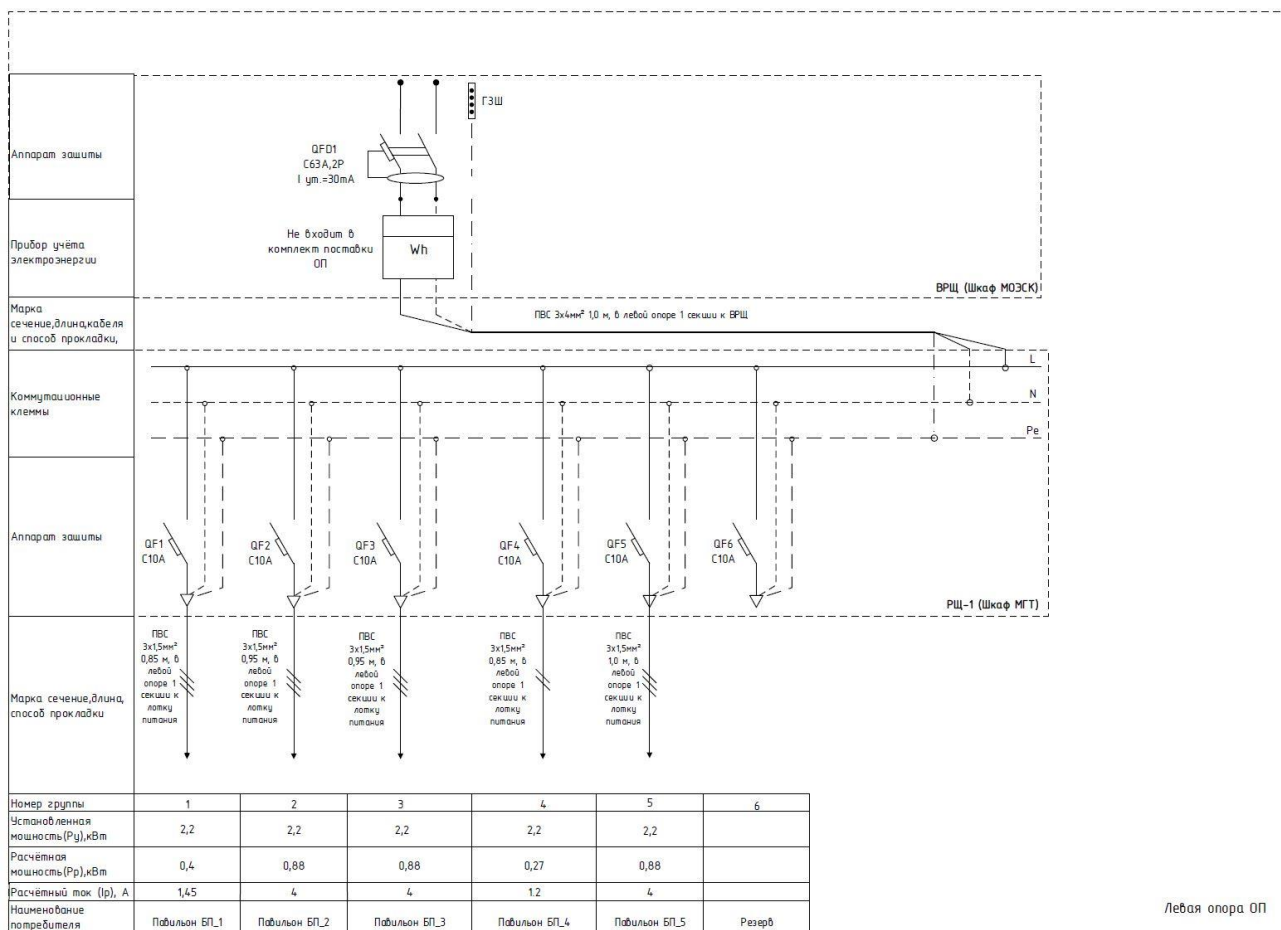 Аппарат зашиты
QFD1
C63A,2P
I ут.=30mA
ГЗШ
Прибор учёта
электроэнергии
Не входит в
комплект поставки
ОП
Wh
ВРЩ (Шкаф МОЭСК)
Марка
сечение,длина,кабеля
и способ прокладки,
ПВС 3х4мм² 1,0 м, в левой опоре 1 секции к ВРЩ
Коммутационные
клеммы
L
N
Pe
Аппарат зашиты
QF1
C10A
QF2
C10A
QF3
C10A
QF4
C10A
QF5
C10A
QF6
C10A
РЩ-1 (Шкаф МГТ)
Марка сечение,длина,
способ прокладки
ПВС
3х1,5мм²
0,85 м, в
левой
опоре 1
секции к
лотку
питания
ПВС
3х1,5мм²
0,95 м, в
левой
опоре 1
секции к
лотку
питания
ПВС
3х1,5мм²
0,95 м, в
левой
опоре 1
секции к
лотку
питания
ПВС
3х1,5мм²
0,85 м, в
левой
опоре 1
секции к
лотку
питания
ПВС
3х1,5мм²
1,0 м, в
левой
опоре 1
секции к
лотку
питания
Номер группы 1 2 3 4 5 6
Установленная
мощность(Ру),кВт 2,2 2,2 2,2 2,2 2,2
Расчётная
мощность(Рр),кВт 0,4 0,88 0,88 0,27 0,88
Расчётный ток (Ip), А 1,45 4 4 1.2 4
Наименование
потребителя Павильон БП_1 Павильон БП_2 Павильон БП_3 Павильон БП_4 Павильон БП_5 Резерв
Левая опора ОП